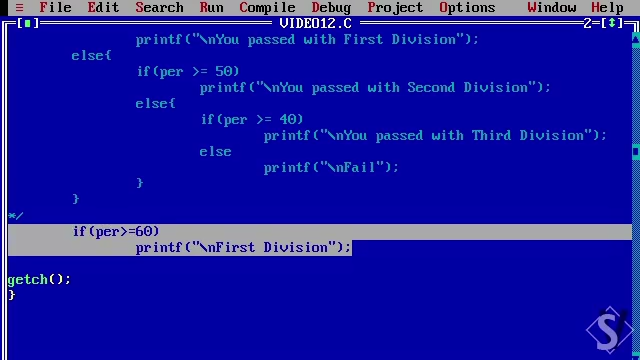 ≡ File Edit Search Run Compile Debug Project Options Window Help
[■] VIDEO12.C 2=[↕]
printf("\nYou passed with First Division");
else{
if(per >= 50)
printf("\nYou passed with Second Division");
else{
if(per >= 40)
printf("\nYou passed with Third Division");
else
printf("\nFail");
}
}
*/
if(per>=60)
printf("\nFirst Division");
getch();
}